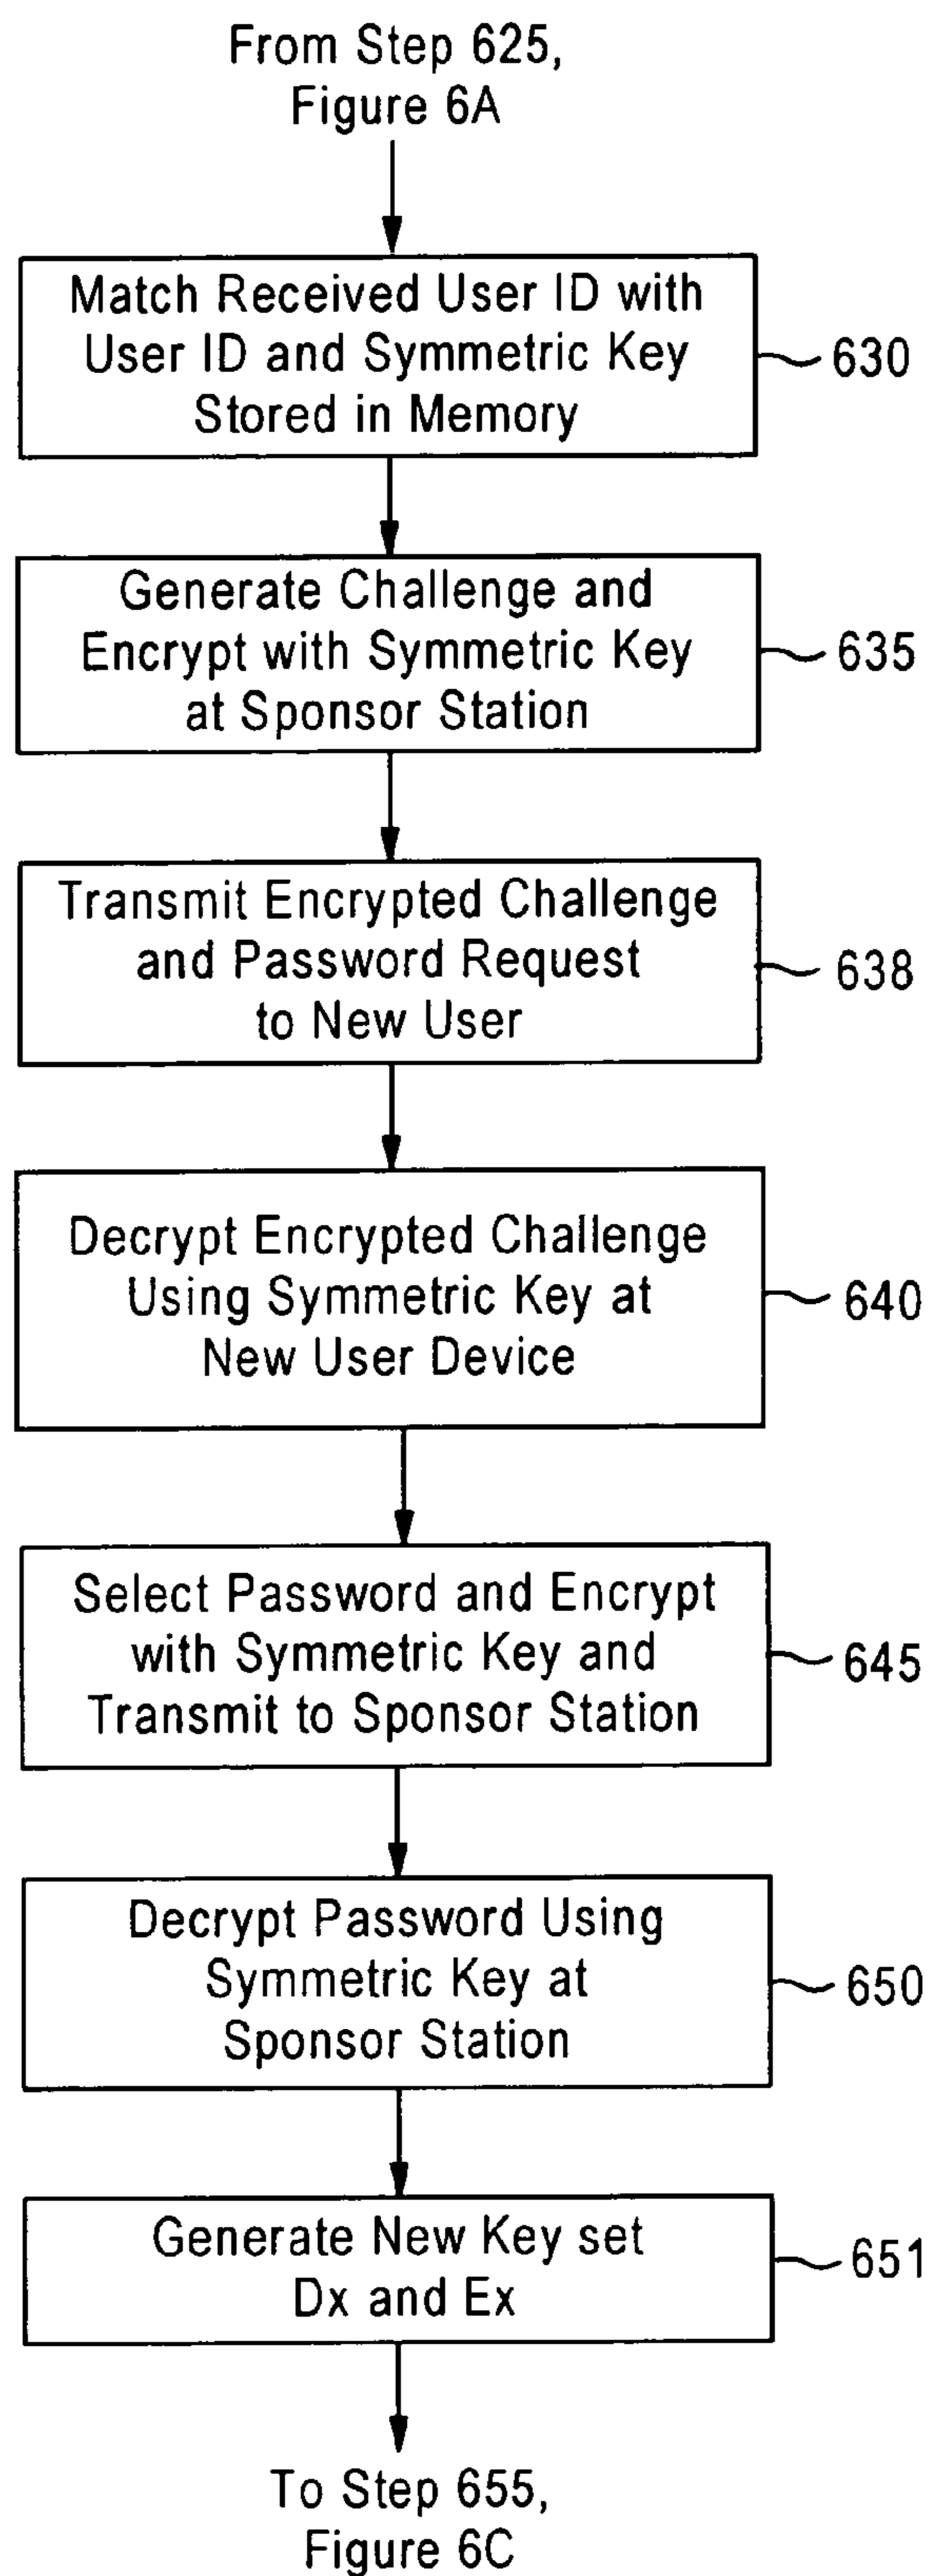 From Step 625,
Figure 6A
Match Received User ID with
User ID and Symmetric Key
Stored in Memory
630
Generate Challenge and
Encrypt with Symmetric Key
at Sponsor Station
635
Transmit Encrypted Challenge
and Password Request
to New User
638
Decrypt Encrypted Challenge
Using Symmetric Key at
New User Device
640
Select Password and Encrypt
with Symmetric Key and
Transmit to Sponsor Station
645
Decrypt Password Using
Symmetric Key at
Sponsor Station
650
Generate New Key set
Dx and Ex
651
To Step 655,
Figure 6C